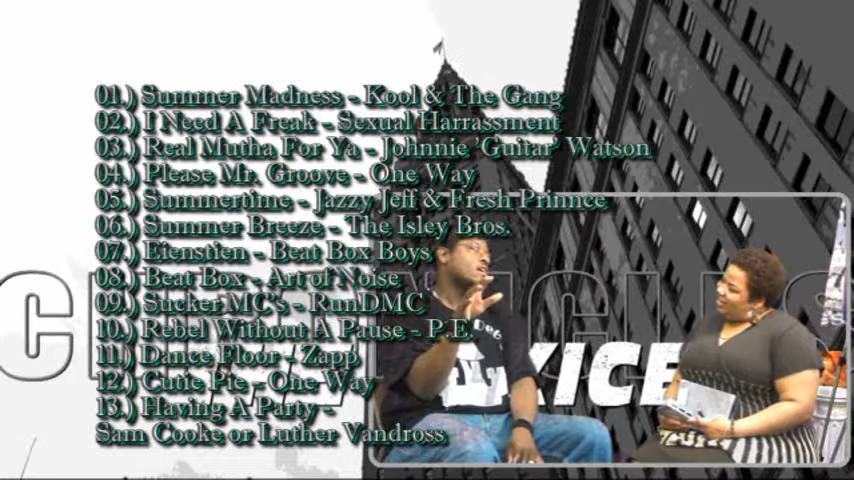 01.) Summer Madness - Kool & The Gang
02.) I Need A Freak - Sexual Harrassment
03.) Real Mutha For Ya - Johnnie 'Guitar' Watson
04.) Please Mr. Groove - One Way
05.) Summertime - Jazzy Jeff & Fresh Prinnce
06.) Summer Breeze - The Isley Bros.
07.) Eienstien - Beat Box Boys
08.) Beat Box - Art of Noise
09.) Sucker MC's - RunDMC
10.) Rebel Without A Pause - P.E.
11.) Dance Floor - Zapp
12.) Cutie Pie - One Way
13.) Having A Party -
Sam Cooke or Luther Vandross